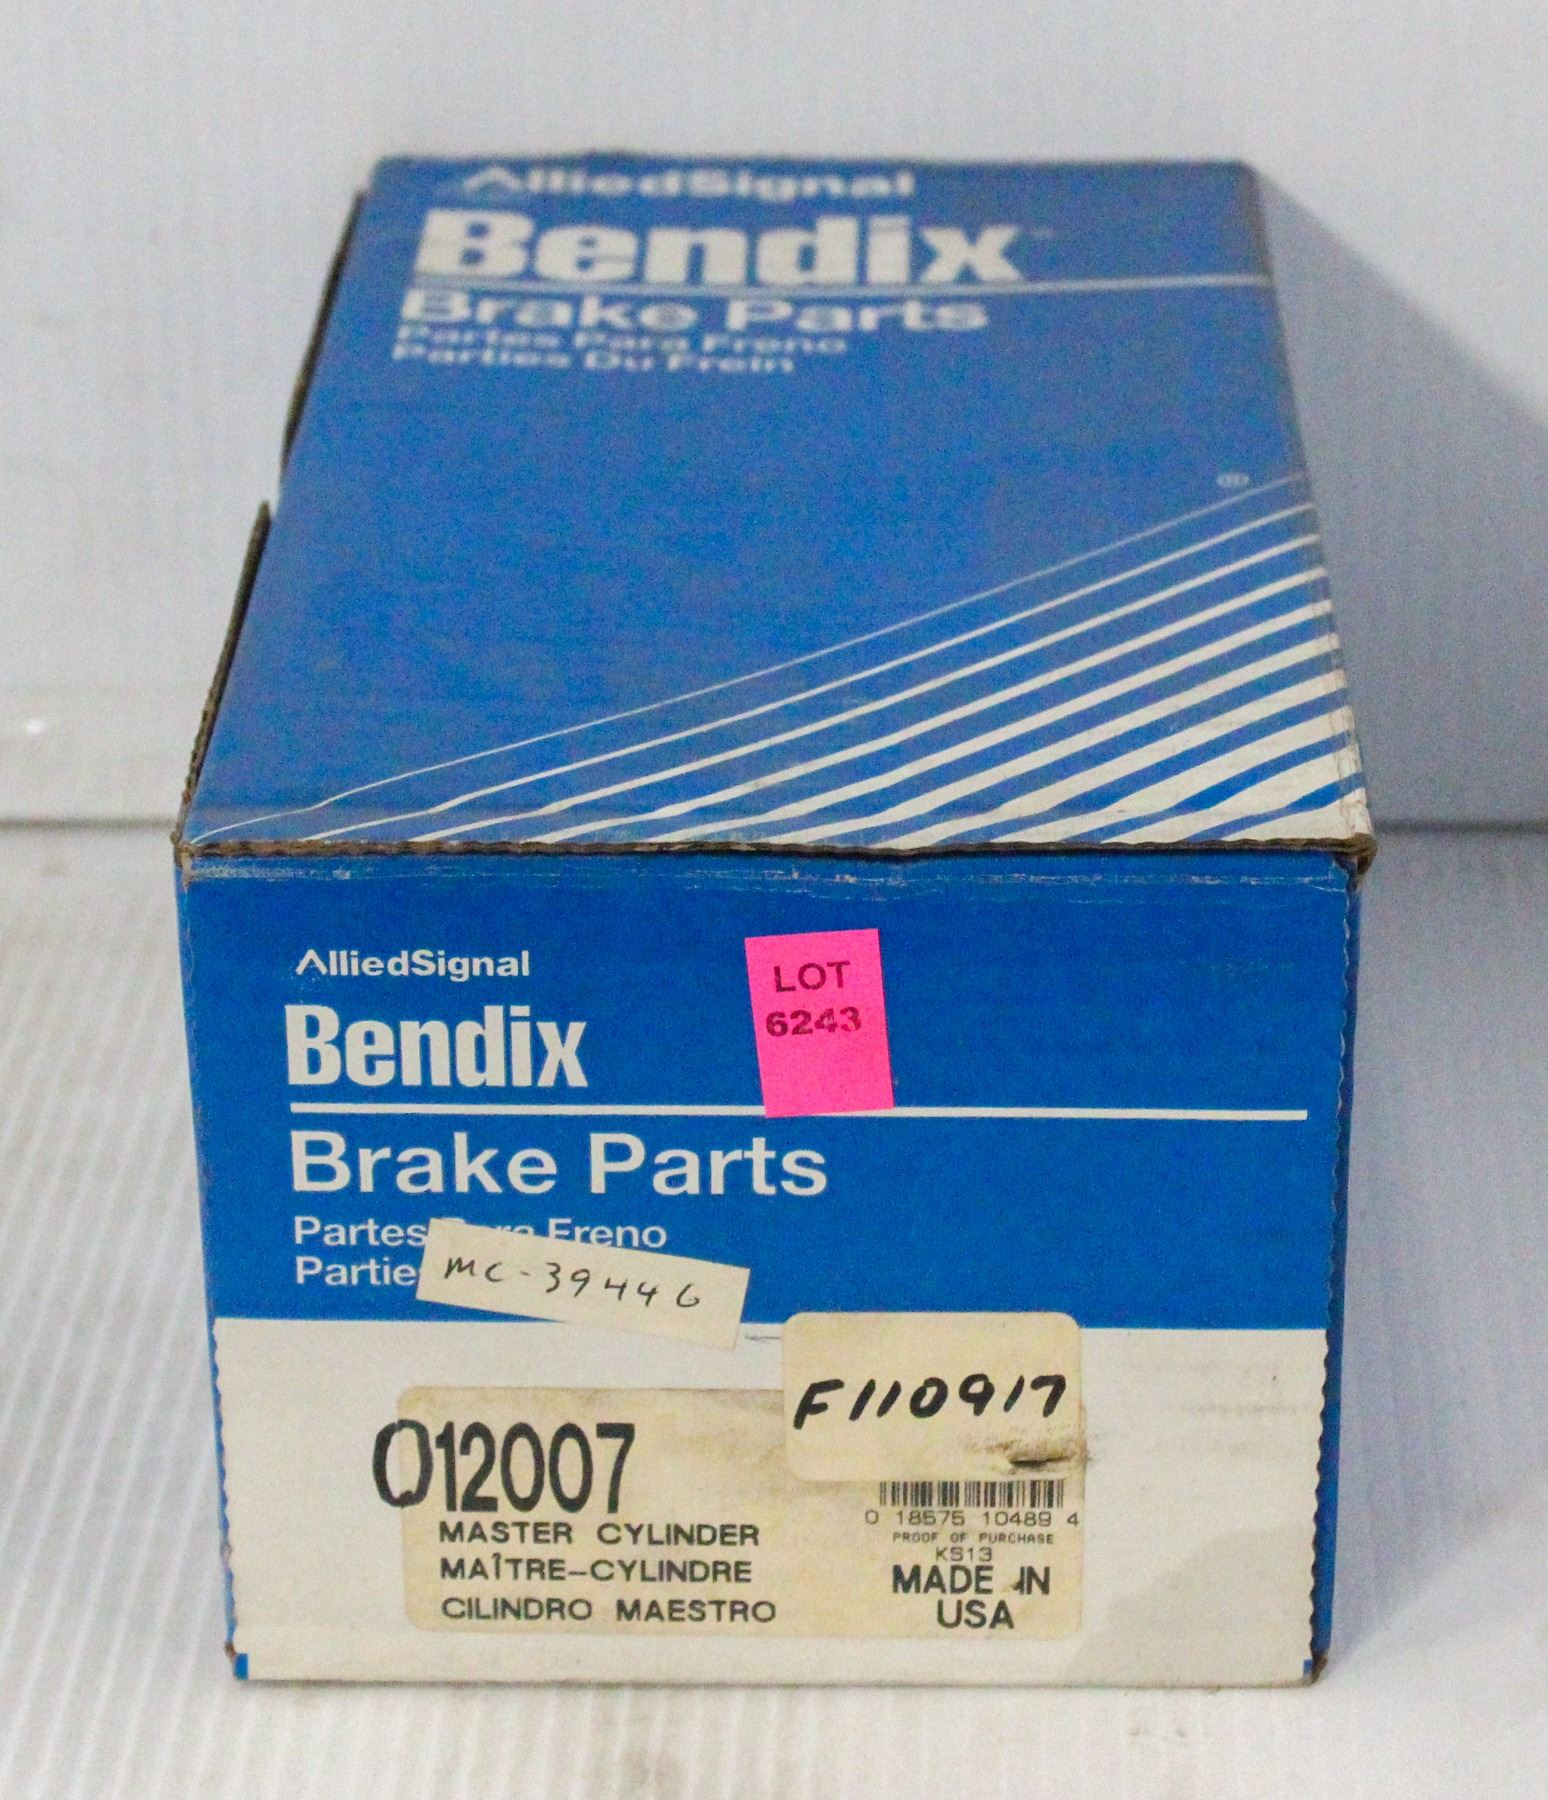 AlliedSignal
Bendix™
Brake Parts
Partes Para Freno
Parties Du Frein
®
AlliedSignal
Bendix
LOT
6243
Brake Parts
Partes Para Freno
Partie
MC-39446
F110917
012007
MASTER CYLINDER
MAÎTRE-CYLINDRE
CILINDRO MAESTRO
0 18575 10489 4
PROOF OF PURCHASE
KS13
MADE IN
USA